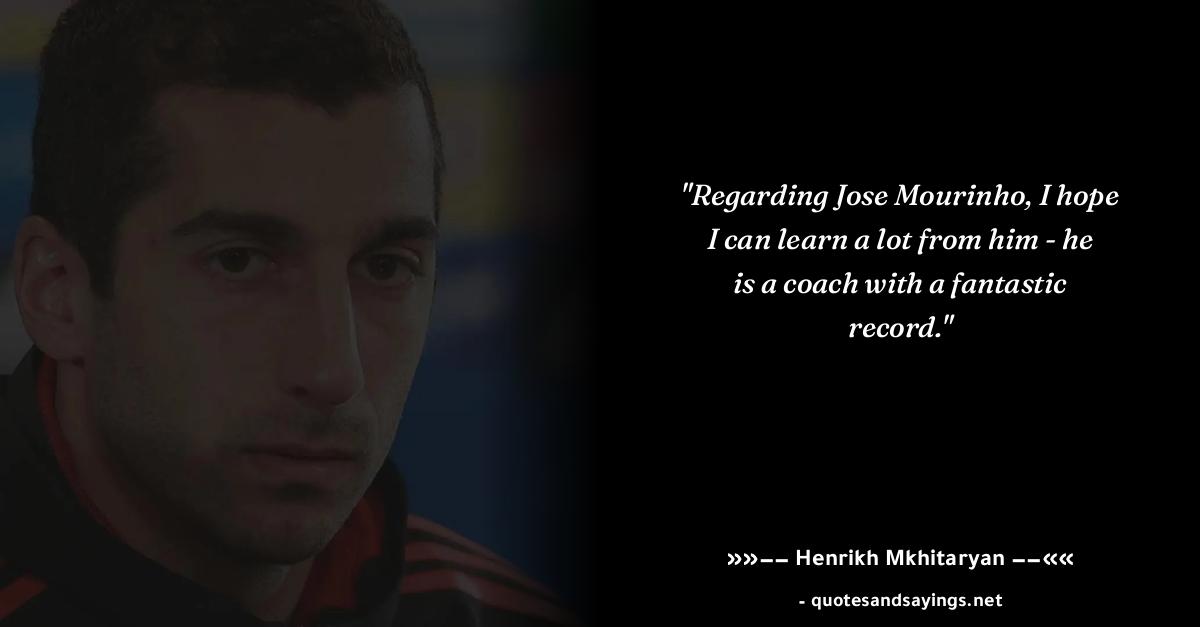 "Regarding Jose Mourinho, I hope
I can learn a lot from him - he
is a coach with a fantastic
record."
»»−− Henrikh Mkhitaryan −−««
- quotesandsayings.net